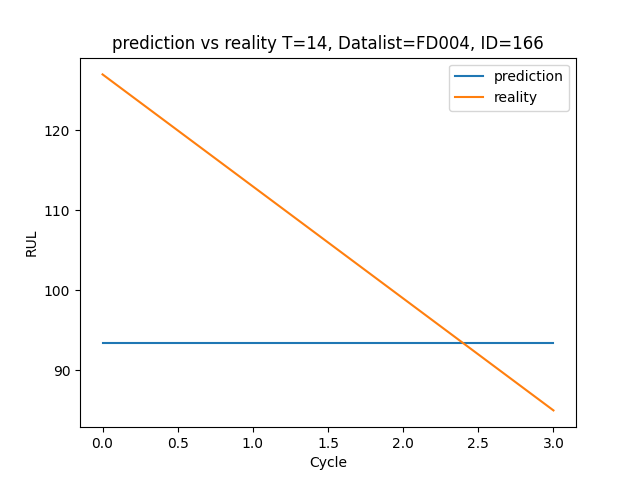 prediction vs reality T=14, Datalist=FD004, ID=166
prediction
reality
120
110
100
90
RUL
0.0 0.5 1.0 1.5 2.0 2.5 3.0
Cycle